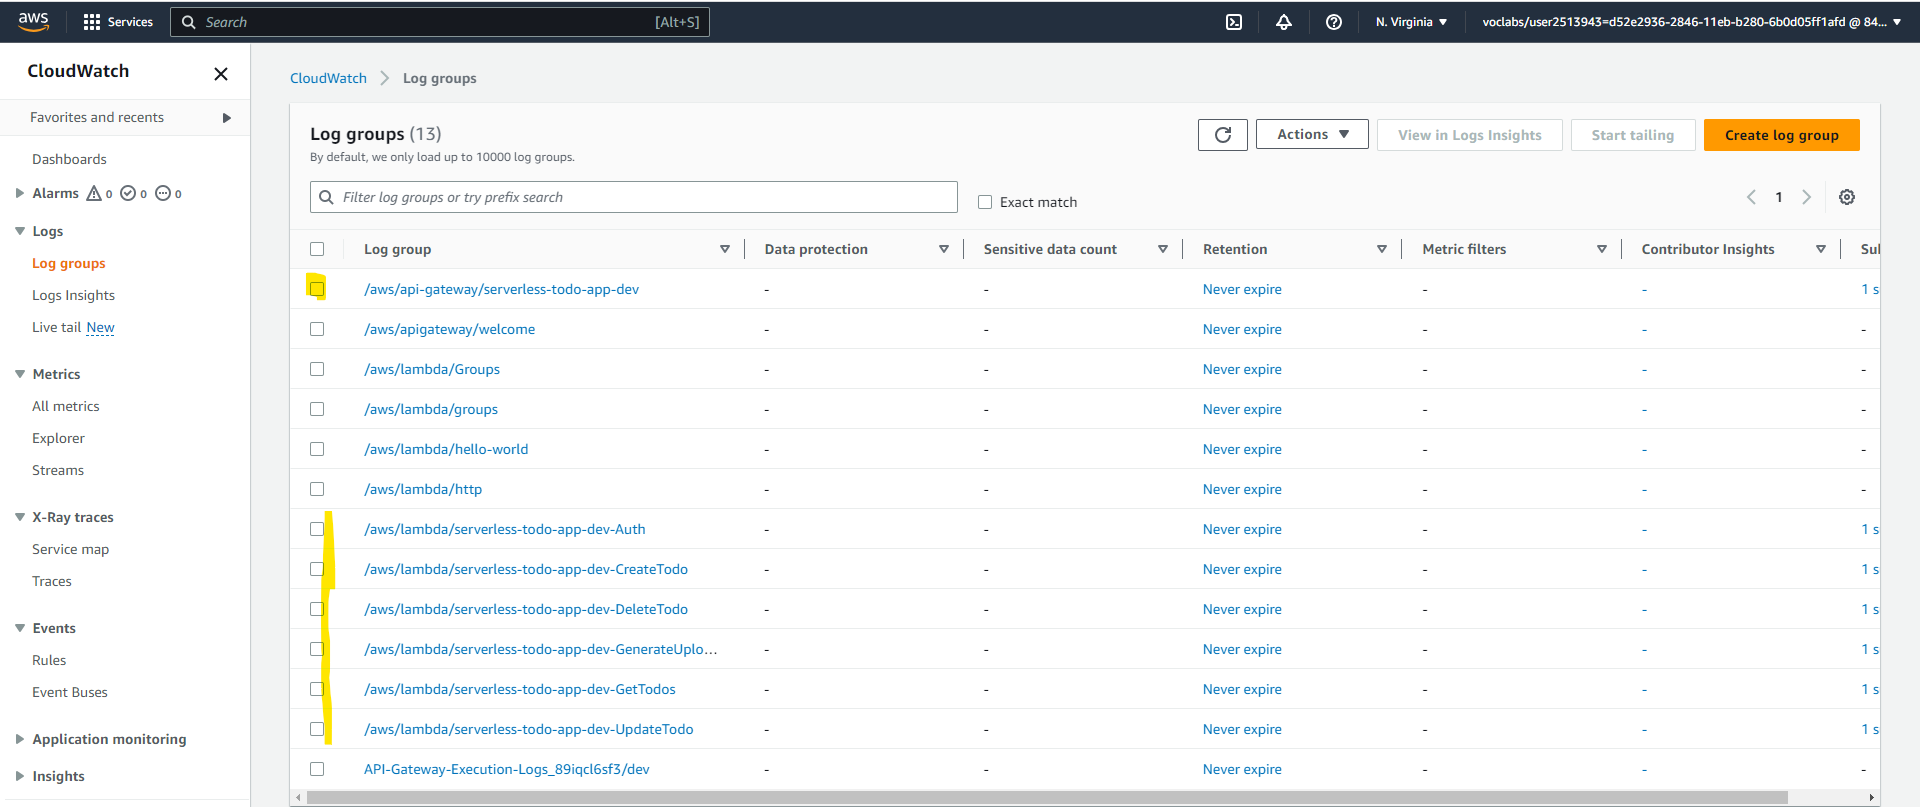 aws Services Search [Alt+S] N. Virginia voclabs/user2513943=d52e2936-2846-11eb-b280-6b0d05ff1afd @ 84...
CloudWatch
Favorites and recents
Dashboards
Alarms 0 0 0
Logs
Log groups
Logs Insights
Live tail New
Metrics
All metrics
Explorer
Streams
X-Ray traces
Service map
Traces
Events
Rules
Event Buses
Application monitoring
Insights
CloudWatch Log groups
Log groups (13)
By default, we only load up to 10000 log groups.
Actions View in Logs Insights Start tailing Create log group
Filter log groups or try prefix search Exact match 1
Log group Data protection Sensitive data count Retention Metric filters Contributor Insights Sul
/aws/api-gateway/serverless-todo-app-dev - - Never expire - - 1 s
/aws/apigateway/welcome - - Never expire - - -
/aws/lambda/Groups - - Never expire - - -
/aws/lambda/groups - - Never expire - - -
/aws/lambda/hello-world - - Never expire - - -
/aws/lambda/http - - Never expire - - -
/aws/lambda/serverless-todo-app-dev-Auth - - Never expire - - 1 s
/aws/lambda/serverless-todo-app-dev-CreateTodo - - Never expire - - 1 s
/aws/lambda/serverless-todo-app-dev-DeleteTodo - - Never expire - - 1 s
/aws/lambda/serverless-todo-app-dev-GenerateUplo... - - Never expire - - 1 s
/aws/lambda/serverless-todo-app-dev-GetTodos - - Never expire - - 1 s
/aws/lambda/serverless-todo-app-dev-UpdateTodo - - Never expire - - 1 s
API-Gateway-Execution-Logs_89iqcl6sf3/dev - - Never expire - - -